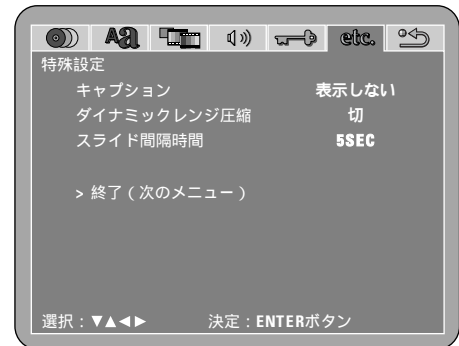 AあA etc.
特殊設定
キャプション 表示しない
ダイナミックレンジ圧縮 切
スライド間隔時間 5SEC
> 終了(次のメニュー)
選択:▼▲◀▶ 決定:ENTERボタン